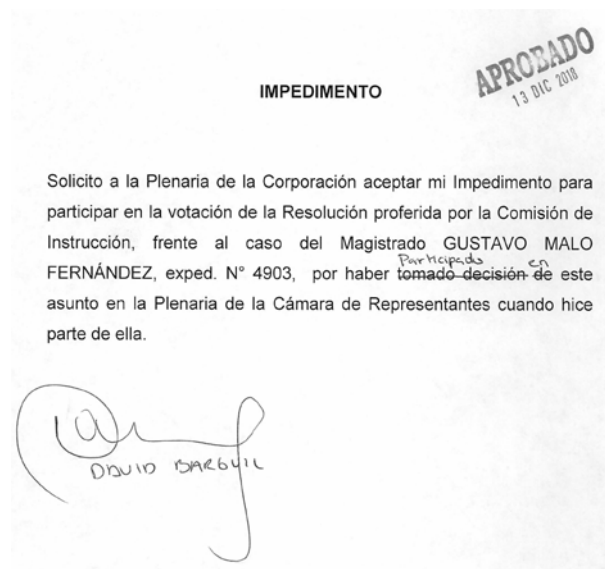 APROBADO
13 DIC 2018
IMPEDIMENTO
Solicito a la Plenaria de la Corporación aceptar mi Impedimento para
participar en la votación de la Resolución proferida por la Comisión de
Instrucción, frente al caso del Magistrado GUSTAVO MALO
Participado en
FERNÁNDEZ, exped. N° 4903, por haber tomado decisión de este
asunto en la Plenaria de la Cámara de Representantes cuando hice
parte de ella.
DAVID BARGUIL